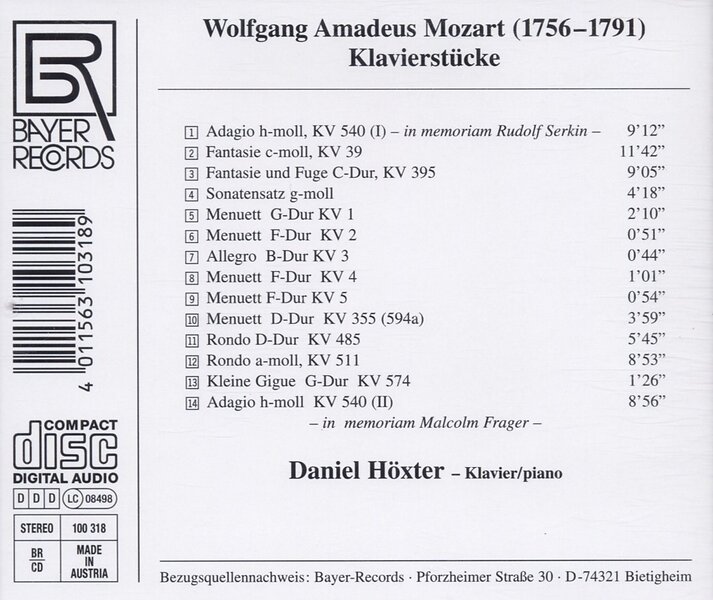 Wolfgang Amadeus Mozart (1756–1791)
Klavierstücke
BAYER
RECORDS
1 Adagio h-moll, KV 540 (I) – in memoriam Rudolf Serkin – 9’12”
2 Fantasie c-moll, KV 39 11’42”
3 Fantasie und Fuge C-Dur, KV 395 9’05”
4 Sonatensatz g-moll 4’18”
5 Menuett G-Dur KV 1 2’10”
6 Menuett F-Dur KV 2 0’51”
7 Allegro B-Dur KV 3 0’44”
8 Menuett F-Dur KV 4 1’01”
9 Menuett F-Dur KV 5 0’54”
10 Menuett D-Dur KV 355 (594a) 3’59”
11 Rondo D-Dur KV 485 5’45”
12 Rondo a-moll, KV 511 8’53”
13 Kleine Gigue G-Dur KV 574 1’26”
14 Adagio h-moll KV 540 (II) 8’56”
– in memoriam Malcolm Frager –
Daniel Höxter – Klavier/piano
4 011563 103189
COMPACT
disc
DIGITAL AUDIO
D D D LC 08498
STEREO 100 318
BR
CD
MADE
IN
AUSTRIA
Bezugsquellennachweis: Bayer-Records · Pforzheimer Straße 30 · D-74321 Bietigheim